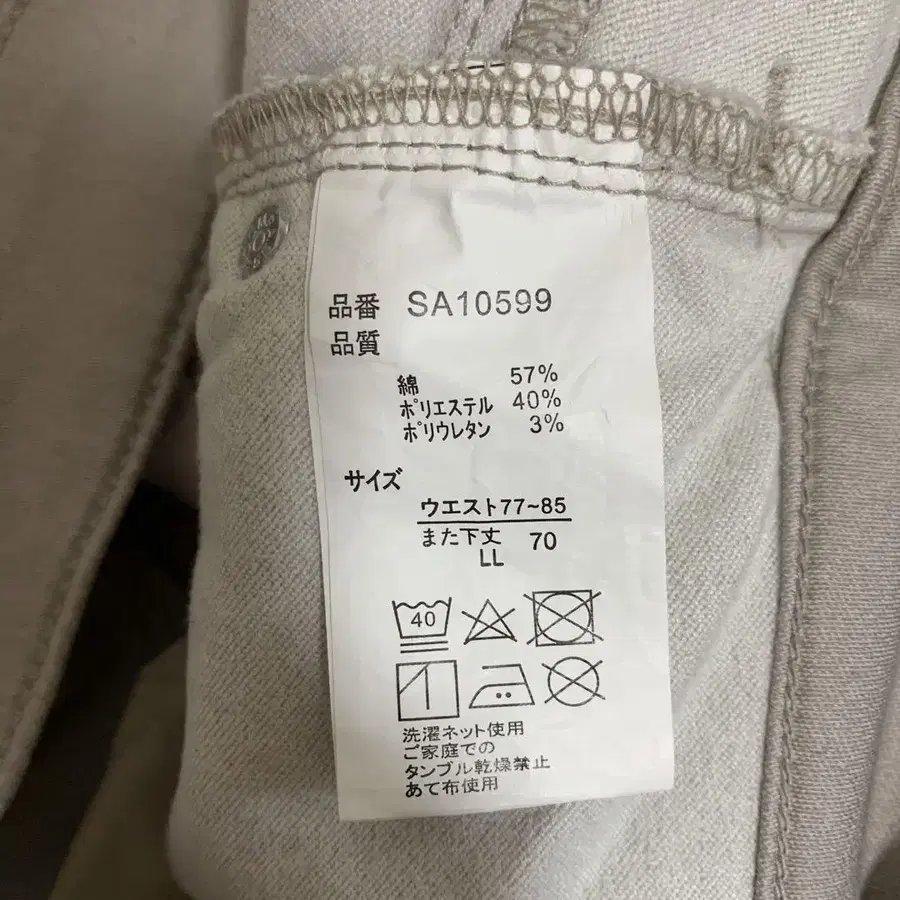 品番 SA10599
品質
綿 57%
ポリエステル 40%
ポリウレタン 3%
サイズ
ウエスト77~85
また下丈 70
LL
40
洗濯ネット使用
ご家庭での
タンブル乾燥禁止
あて布使用